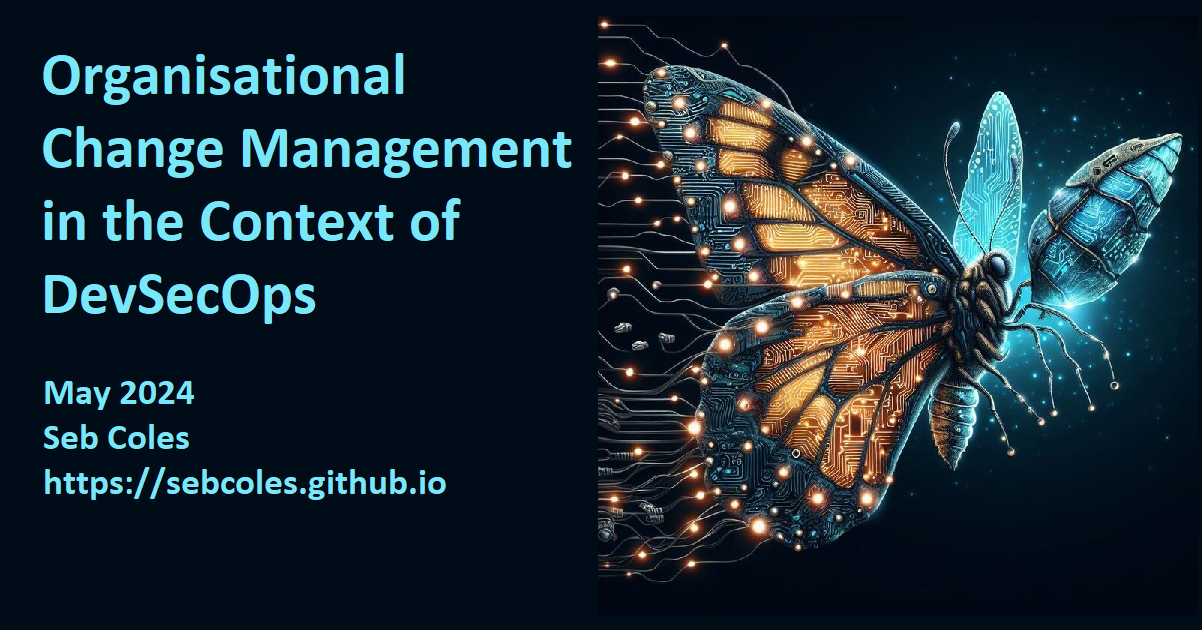 Organisational
Change Management
in the Context of
DevSecOps
May 2024
Seb Coles
https://sebcoles.github.io